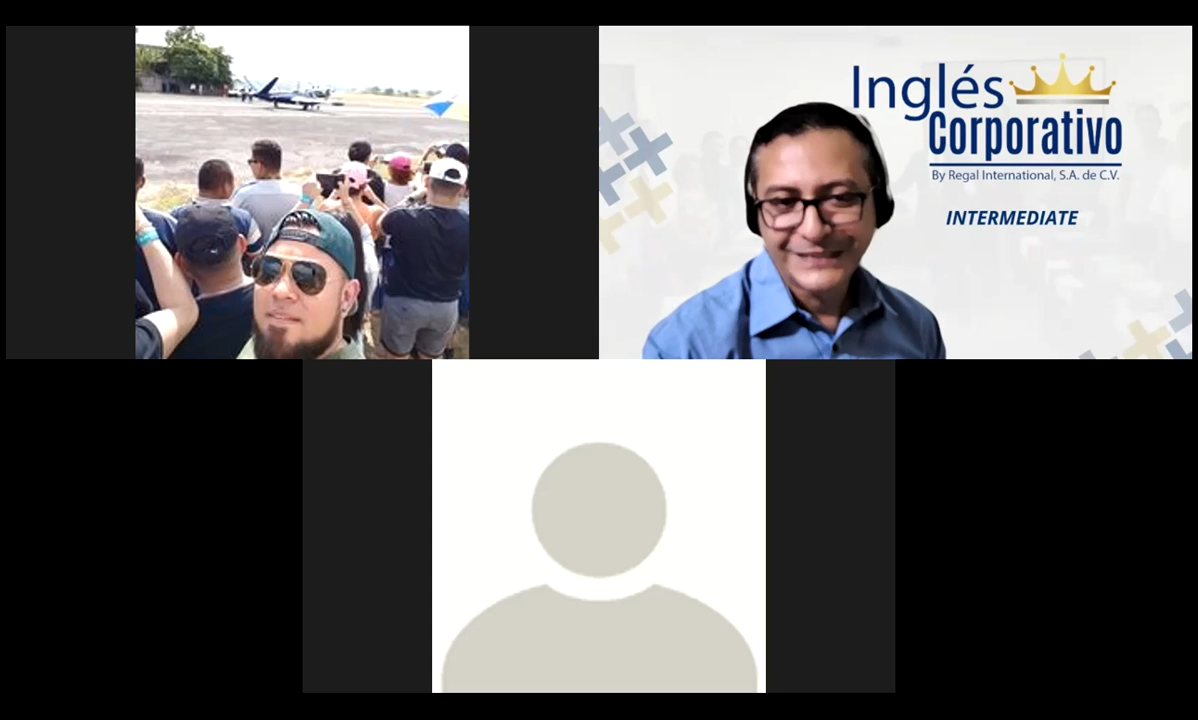 Inglés
Corporativo
By Regal International, S.A. de C.V.
INTERMEDIATE